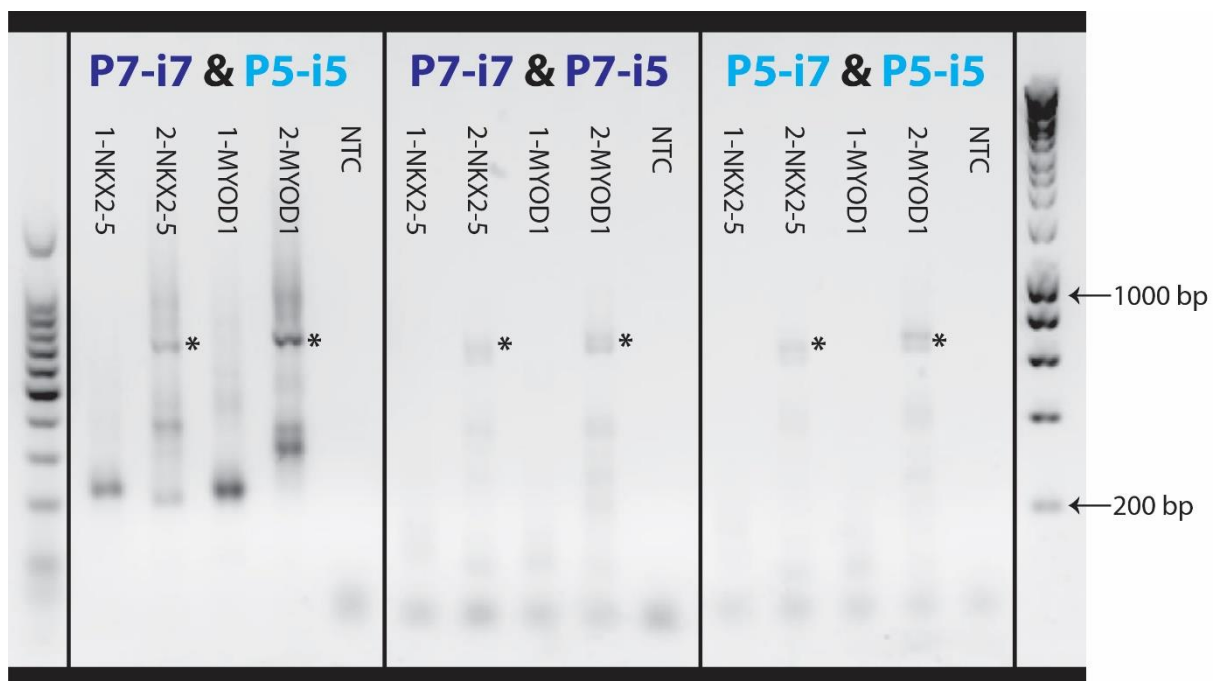 P7-i7 & P5-i5
P7-i7 & P7-i5
P5-i7 & P5-i5
1-NKX2-5
2-NKX2-5
1-MYOD1
2-MYOD1
NTC
1-NKX2-5
2-NKX2-5
1-MYOD1
2-MYOD1
NTC
1-NKX2-5
2-NKX2-5
1-MYOD1
2-MYOD1
NTC
1000 bp
*
*
*
*
*
*
200 bp